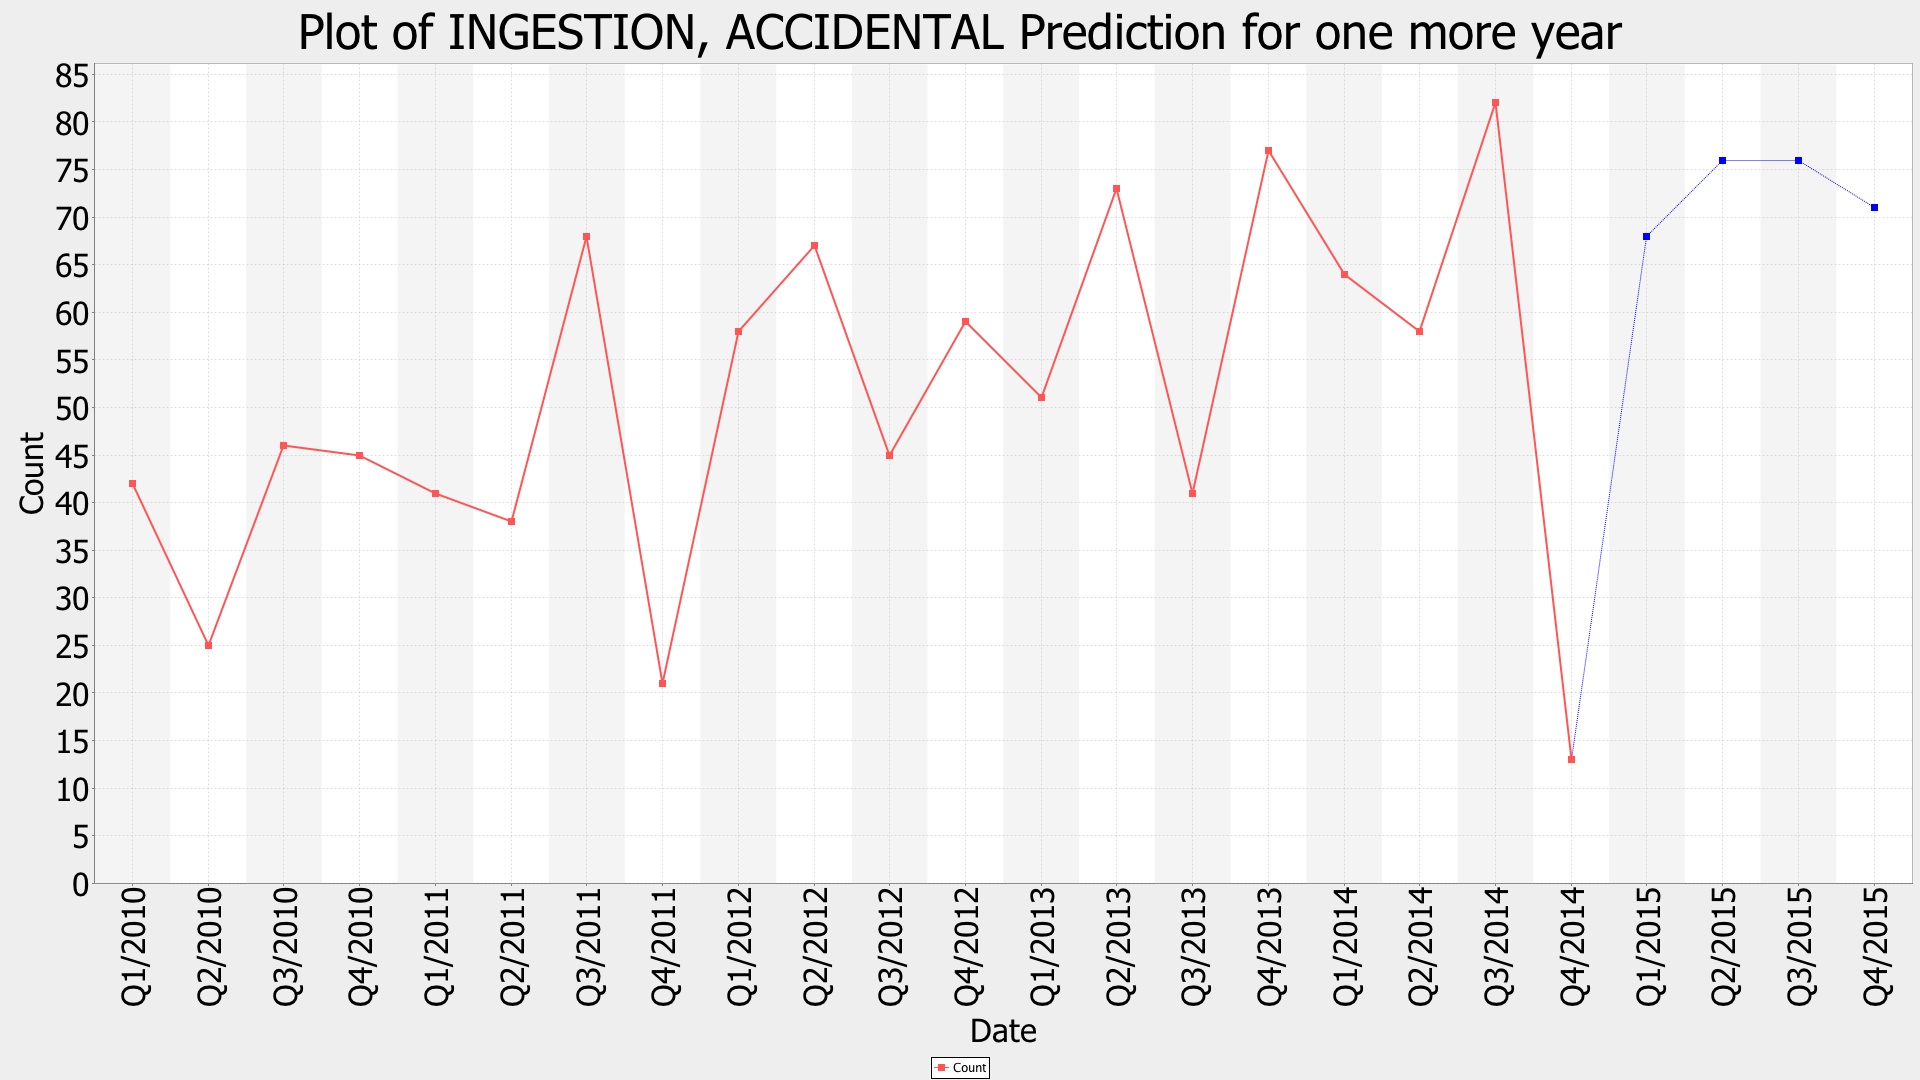 Plot of INGESTION, ACCIDENTAL Prediction for one more year
85
80
75
70
65
60
55
50
45
40
35
30
25
20
15
10
5
0
Count
Q1/2010
Q2/2010
Q3/2010
Q4/2010
Q1/2011
Q2/2011
Q3/2011
Q4/2011
Q1/2012
Q2/2012
Q3/2012
Q4/2012
Q1/2013
Q2/2013
Q3/2013
Q4/2013
Q1/2014
Q2/2014
Q3/2014
Q4/2014
Q1/2015
Q2/2015
Q3/2015
Q4/2015
Date
Count